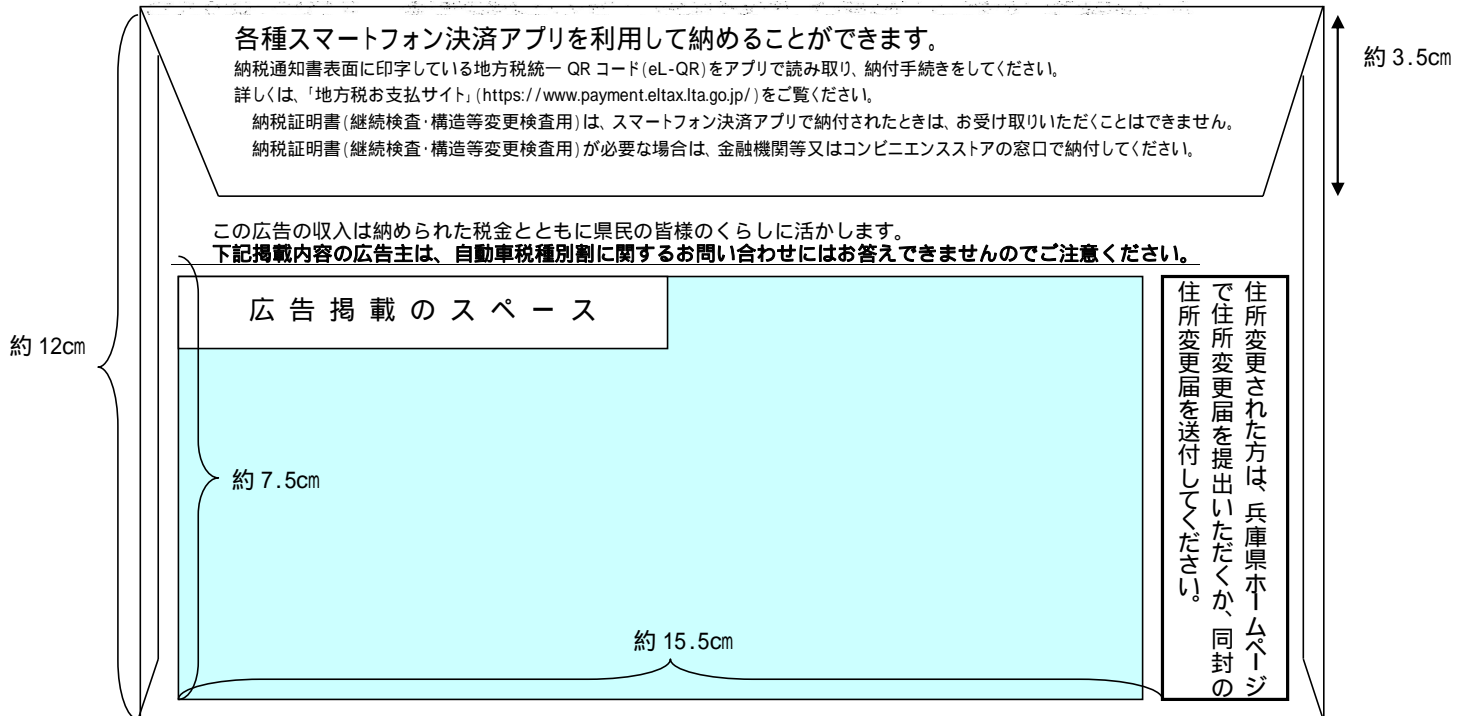 各種スマートフォン決済アプリを利用して納めることができます。
納税通知書表面に印字している地方税統一 QR コード(eL-QR)をアプリで読み取り、納付手続きをしてください。
詳しくは、「地方税お支払サイト」(https://www.payment.eltax.lta.go.jp/)をご覧ください。
納税証明書(継続検査・構造等変更検査用)は、スマートフォン決済アプリで納付されたときは、お受け取りいただくことはできません。
納税証明書(継続検査・構造等変更検査用)が必要な場合は、金融機関等又はコンビニエンスストアの窓口で納付してください。
約 3.5㎝
この広告の収入は納められた税金とともに県民の皆様のくらしに活かします。
下記掲載内容の広告主は、自動車税種別割に関するお問い合わせにはお答えできませんのでご注意ください。
広告掲載のスペース
約 12㎝
約 7.5㎝
約 15.5㎝
住所変更された方は、兵庫県ホームページ
で住所変更届を提出いただくか、同封の
住所変更届を送付してください。